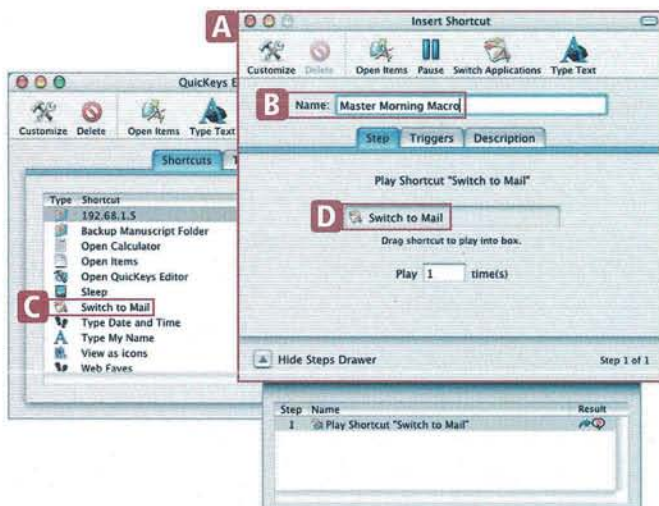 A
Insert Shortcut
Customize Delete Open Items Pause Switch Applications Type Text
B
Name: Master Morning Macro
Step Triggers Description
Play Shortcut "Switch to Mail"
D
Switch to Mail
Drag shortcut to play into box.
Play 1 time(s)
Hide Steps Drawer
Step 1 of 1
QuicKeys E
Customize Delete Open Items Type Text
Shortcuts
Type Shortcut
192.68.1.5
Backup Manuscript Folder
Open Calculator
Open Items
Open QuicKeys Editor
Sleep
C
Switch to Mail
Type Date and Time
Type My Name
View as icons
Web Faves
Step Name Result
1 Play Shortcut "Switch to Mail"